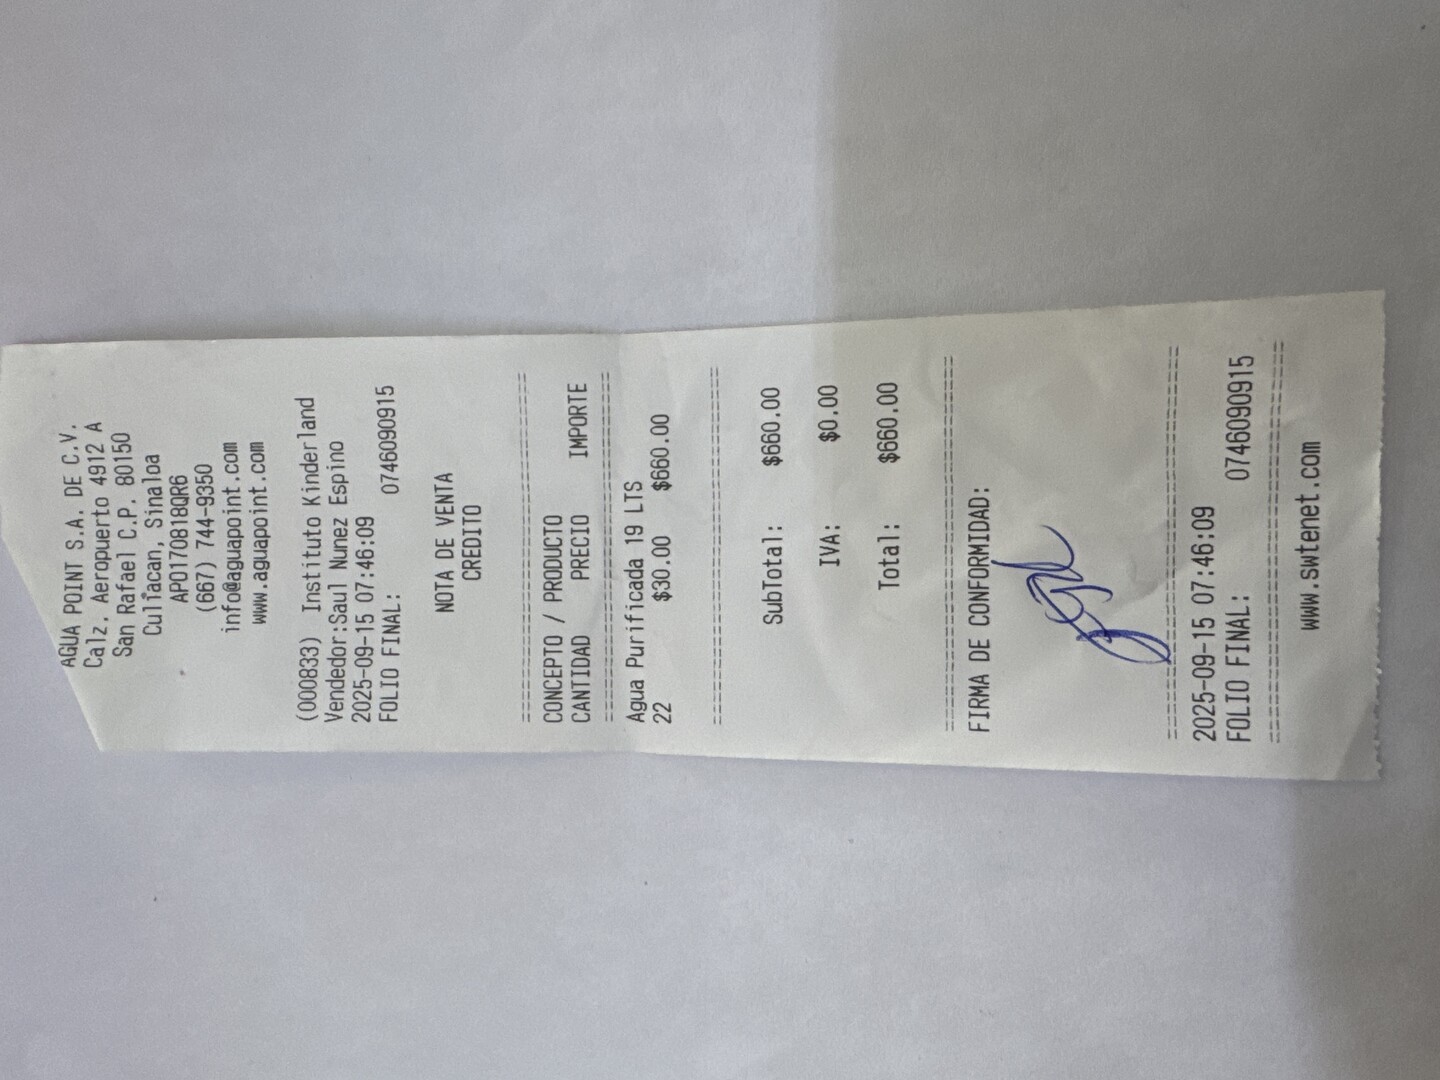 AGUA POINT S.A. DE C.V.
Calz. Aeropuerto 4912 A
San Rafael C.P. 80150
Culiacan, Sinaloa
APO170818QR6
(667) 744-9350
info@aguapoint.com
www.aguapoint.com
(000833) Instituto Kinderland
Vendedor:Saul Nunez Espino
2025-09-15 07:46:09
FOLIO FINAL: 0746090915
NOTA DE VENTA
CREDITO
==============================
CONCEPTO / PRODUCTO
CANTIDAD PRECIO IMPORTE
==============================
Agua Purificada 19 LTS
22 $30.00 $660.00
==============================
SubTotal: $660.00
IVA: $0.00
Total: $660.00
==============================
FIRMA DE CONFORMIDAD:
==============================
2025-09-15 07:46:09
FOLIO FINAL: 0746090915
==============================
www.swtenet.com